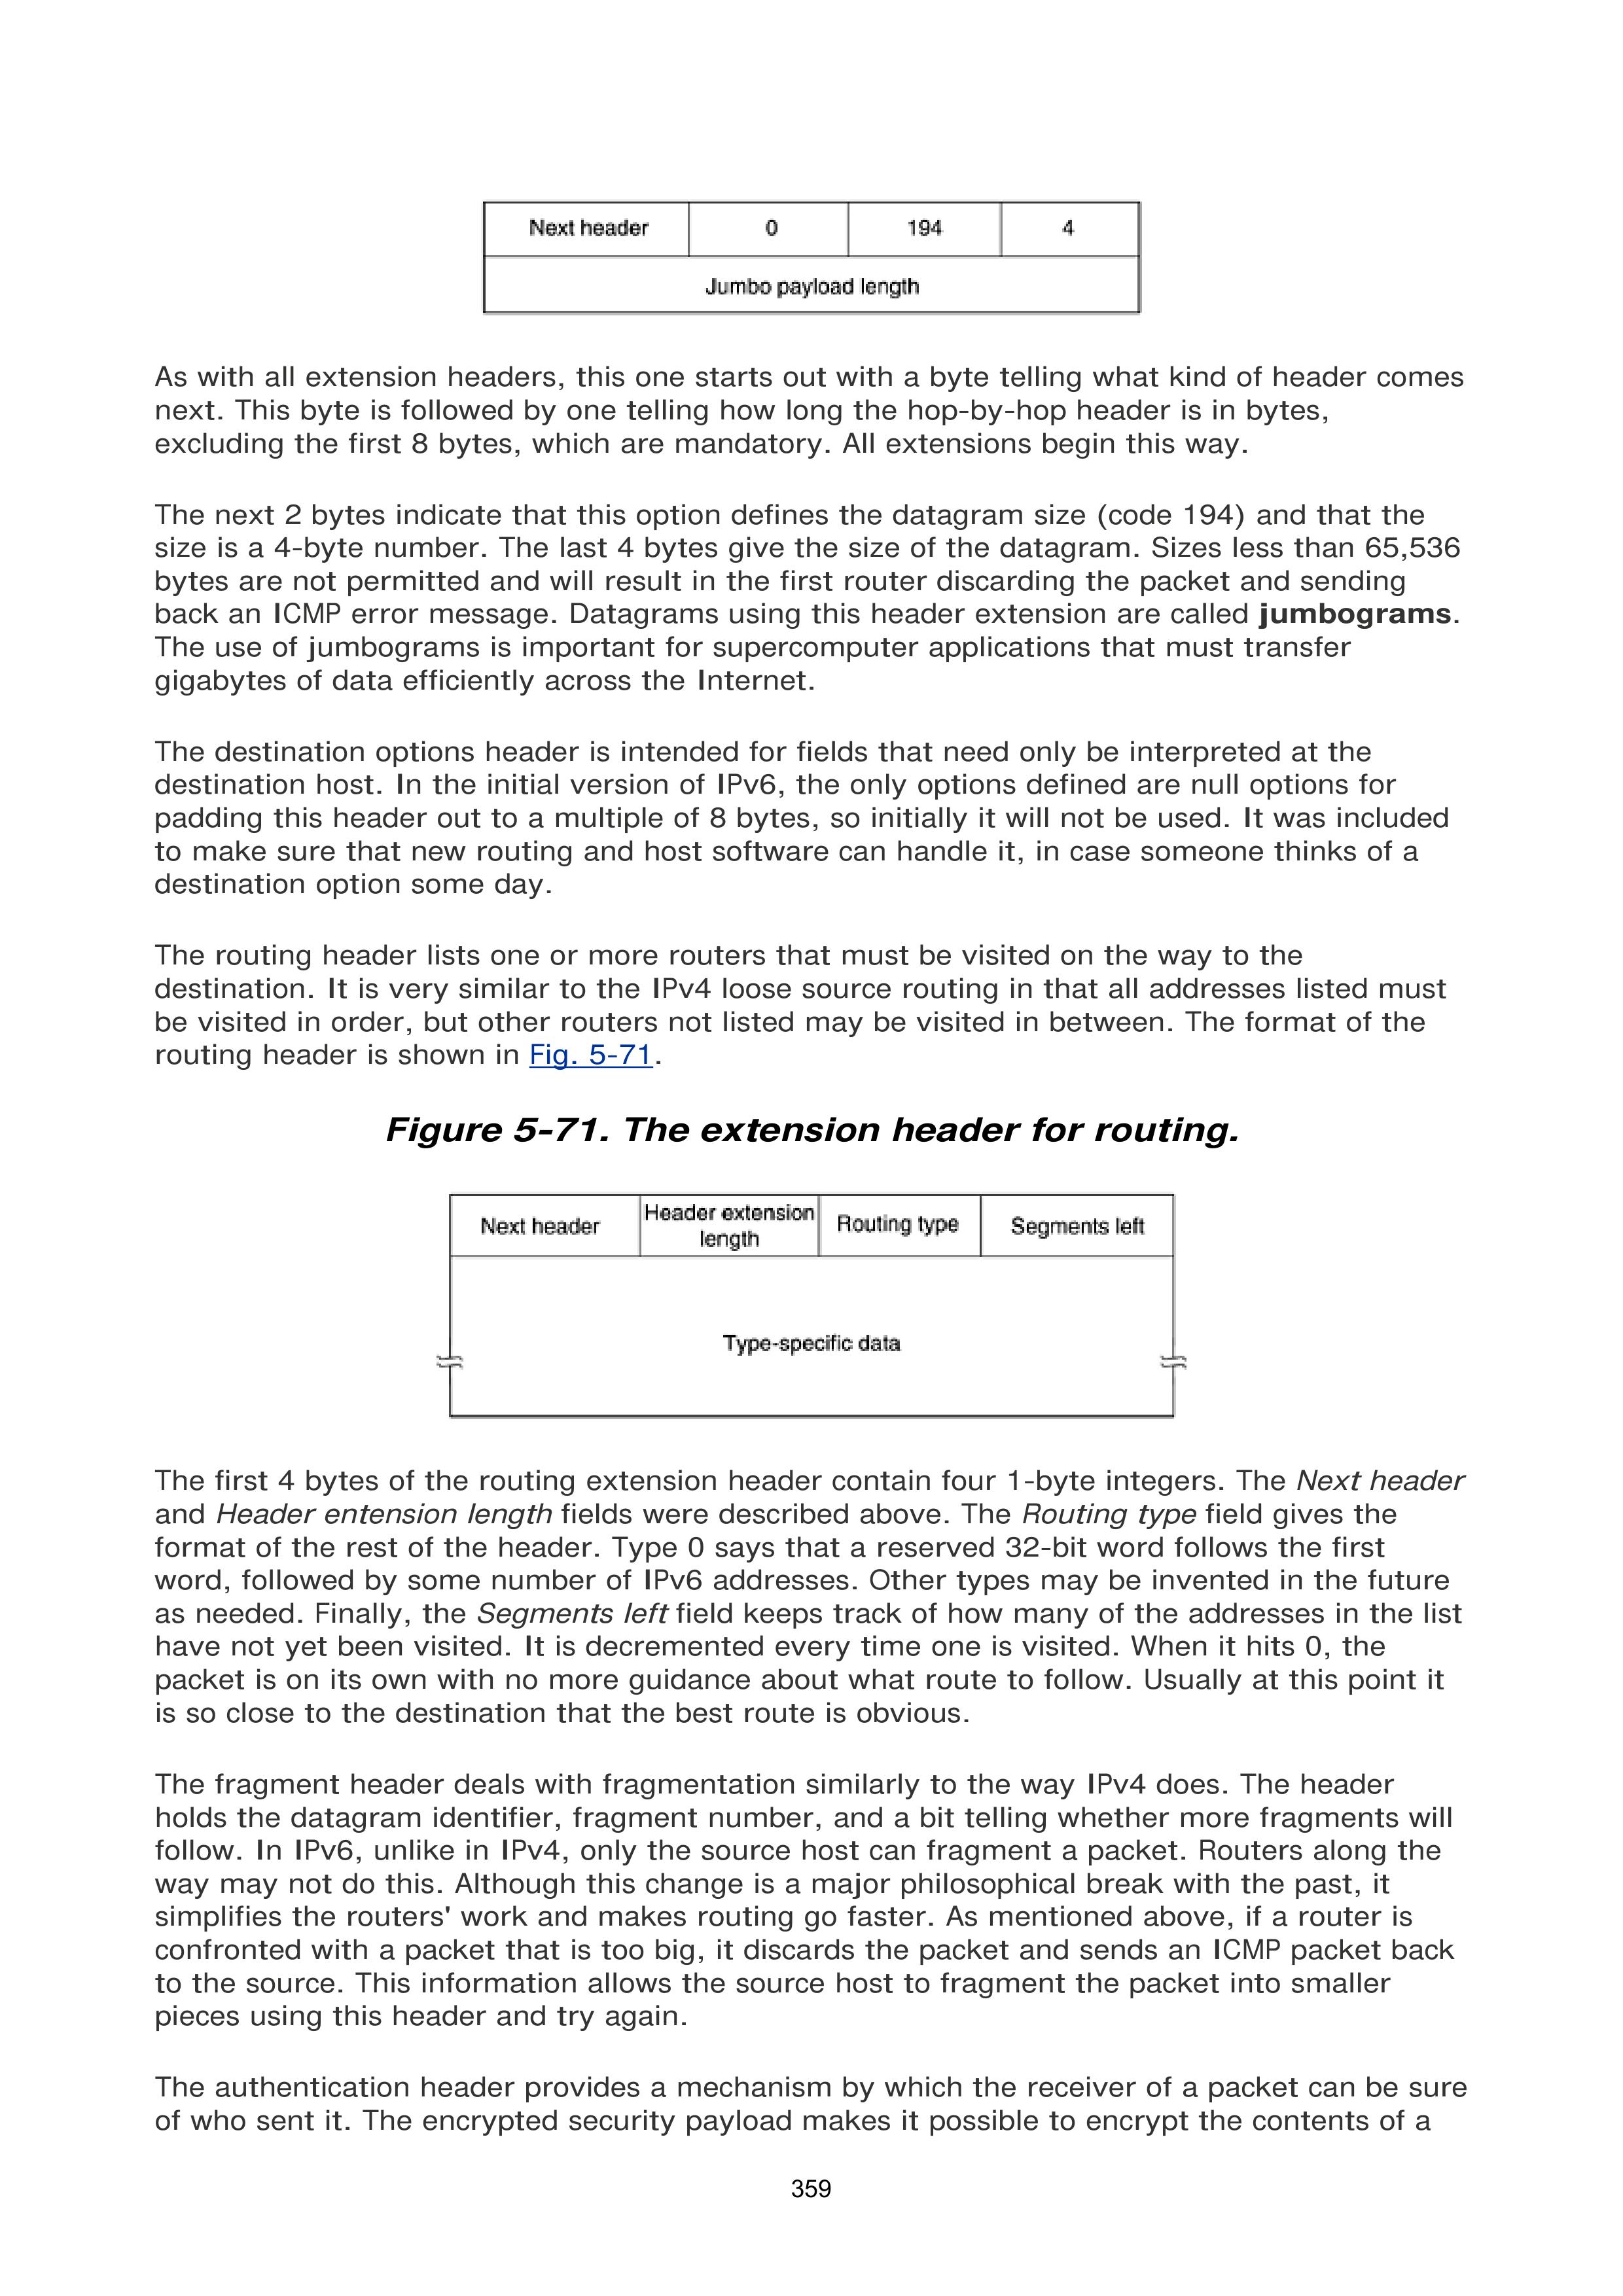 Next header 0 194 4
Jumbo payload length
As with all extension headers, this one starts out with a byte telling what kind of header comes
next. This byte is followed by one telling how long the hop-by-hop header is in bytes,
excluding the first 8 bytes, which are mandatory. All extensions begin this way.
The next 2 bytes indicate that this option defines the datagram size (code 194) and that the
size is a 4-byte number. The last 4 bytes give the size of the datagram. Sizes less than 65,536
bytes are not permitted and will result in the first router discarding the packet and sending
back an ICMP error message. Datagrams using this header extension are called jumbograms.
The use of jumbograms is important for supercomputer applications that must transfer
gigabytes of data efficiently across the Internet.
The destination options header is intended for fields that need only be interpreted at the
destination host. In the initial version of IPv6, the only options defined are null options for
padding this header out to a multiple of 8 bytes, so initially it will not be used. It was included
to make sure that new routing and host software can handle it, in case someone thinks of a
destination option some day.
The routing header lists one or more routers that must be visited on the way to the
destination. It is very similar to the IPv4 loose source routing in that all addresses listed must
be visited in order, but other routers not listed may be visited in between. The format of the
routing header is shown in Fig. 5-71.
Figure 5-71. The extension header for routing.
Next header Header extension length Routing type Segments left
Type-specific data
The first 4 bytes of the routing extension header contain four 1-byte integers. The Next header
and Header entension length fields were described above. The Routing type field gives the
format of the rest of the header. Type 0 says that a reserved 32-bit word follows the first
word, followed by some number of IPv6 addresses. Other types may be invented in the future
as needed. Finally, the Segments left field keeps track of how many of the addresses in the list
have not yet been visited. It is decremented every time one is visited. When it hits 0, the
packet is on its own with no more guidance about what route to follow. Usually at this point it
is so close to the destination that the best route is obvious.
The fragment header deals with fragmentation similarly to the way IPv4 does. The header
holds the datagram identifier, fragment number, and a bit telling whether more fragments will
follow. In IPv6, unlike in IPv4, only the source host can fragment a packet. Routers along the
way may not do this. Although this change is a major philosophical break with the past, it
simplifies the routers' work and makes routing go faster. As mentioned above, if a router is
confronted with a packet that is too big, it discards the packet and sends an ICMP packet back
to the source. This information allows the source host to fragment the packet into smaller
pieces using this header and try again.
The authentication header provides a mechanism by which the receiver of a packet can be sure
of who sent it. The encrypted security payload makes it possible to encrypt the contents of a
359